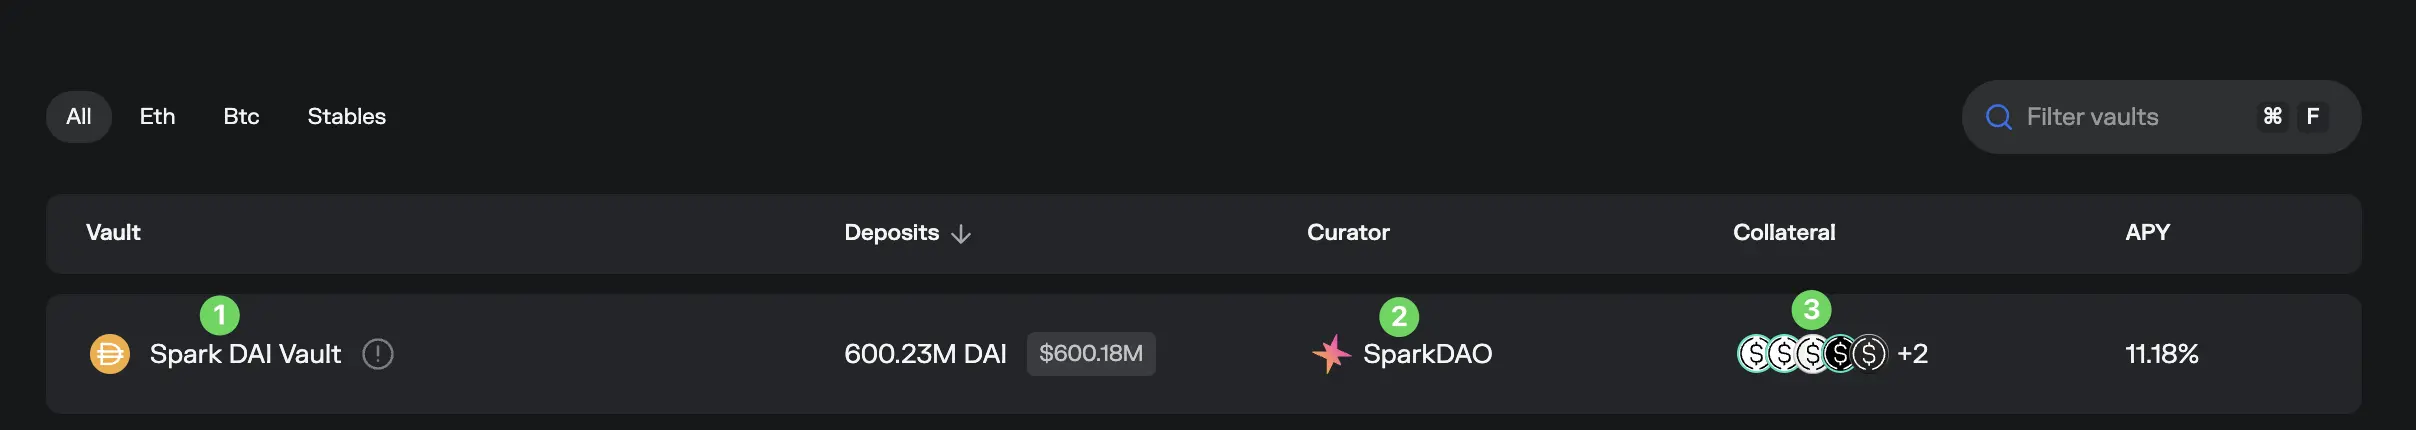 All Eth Btc Stables Filter vaults ⌘ F
Vault Deposits ↓ Curator Collateral APY
1 2 3
Spark DAI Vault 600.23M DAI $600.18M SparkDAO +2 11.18%